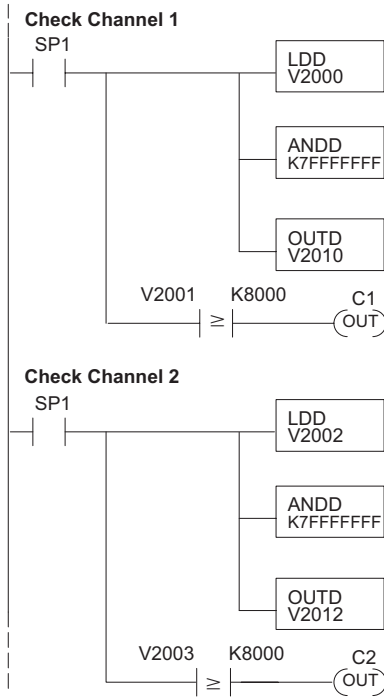 Check Channel 1
SP1
LDD
V2000
ANDD
K7FFFFFFF
OUTD
V2010
V2001 ≥ K8000 C1
OUT
Check Channel 2
SP1
LDD
V2002
ANDD
K7FFFFFFF
OUTD
V2012
V2003 ≥ K8000 C2
OUT